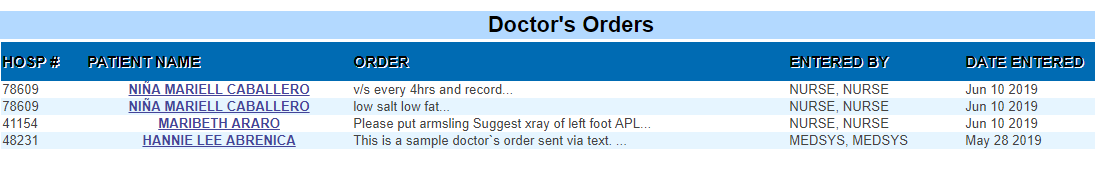 Doctor's Orders
HOSP # PATIENT NAME ORDER ENTERED BY DATE ENTERED
78609 NIÑA MARIELL CABALLERO v/s every 4hrs and record... NURSE, NURSE Jun 10 2019
78609 NIÑA MARIELL CABALLERO low salt low fat... NURSE, NURSE Jun 10 2019
41154 MARIBETH ARARO Please put armsling Suggest xray of left foot APL... NURSE, NURSE Jun 10 2019
48231 HANNIE LEE ABRENICA This is a sample doctor`s order sent via text. ... MEDSYS, MEDSYS May 28 2019